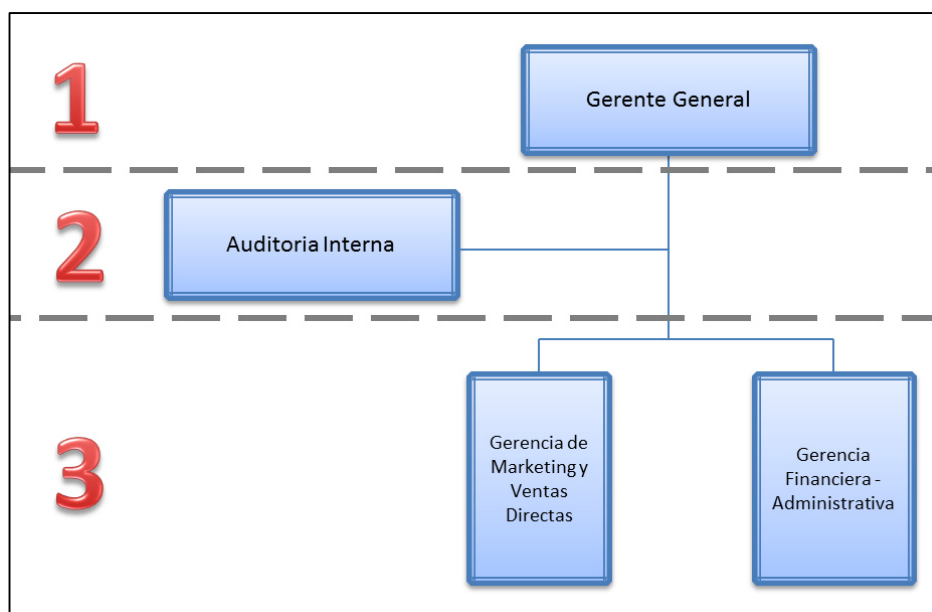 1
Gerente General
2
Auditoria Interna
3
Gerencia de
Marketing y
Ventas
Directas
Gerencia
Financiera -
Administrativa